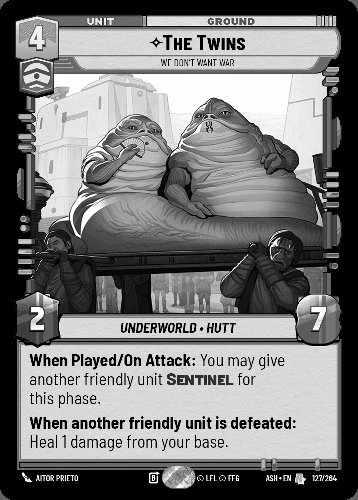 UNIT
GROUND
4
✧THE TWINS
WE DON'T WANT WAR
2
7
UNDERWORLD • HUTT
When Played/On Attack: You may give
another friendly unit SENTINEL for
this phase.
When another friendly unit is defeated:
Heal 1 damage from your base.
AITOR PRIETO
© LFL © FFG
ASH • EN
127/264